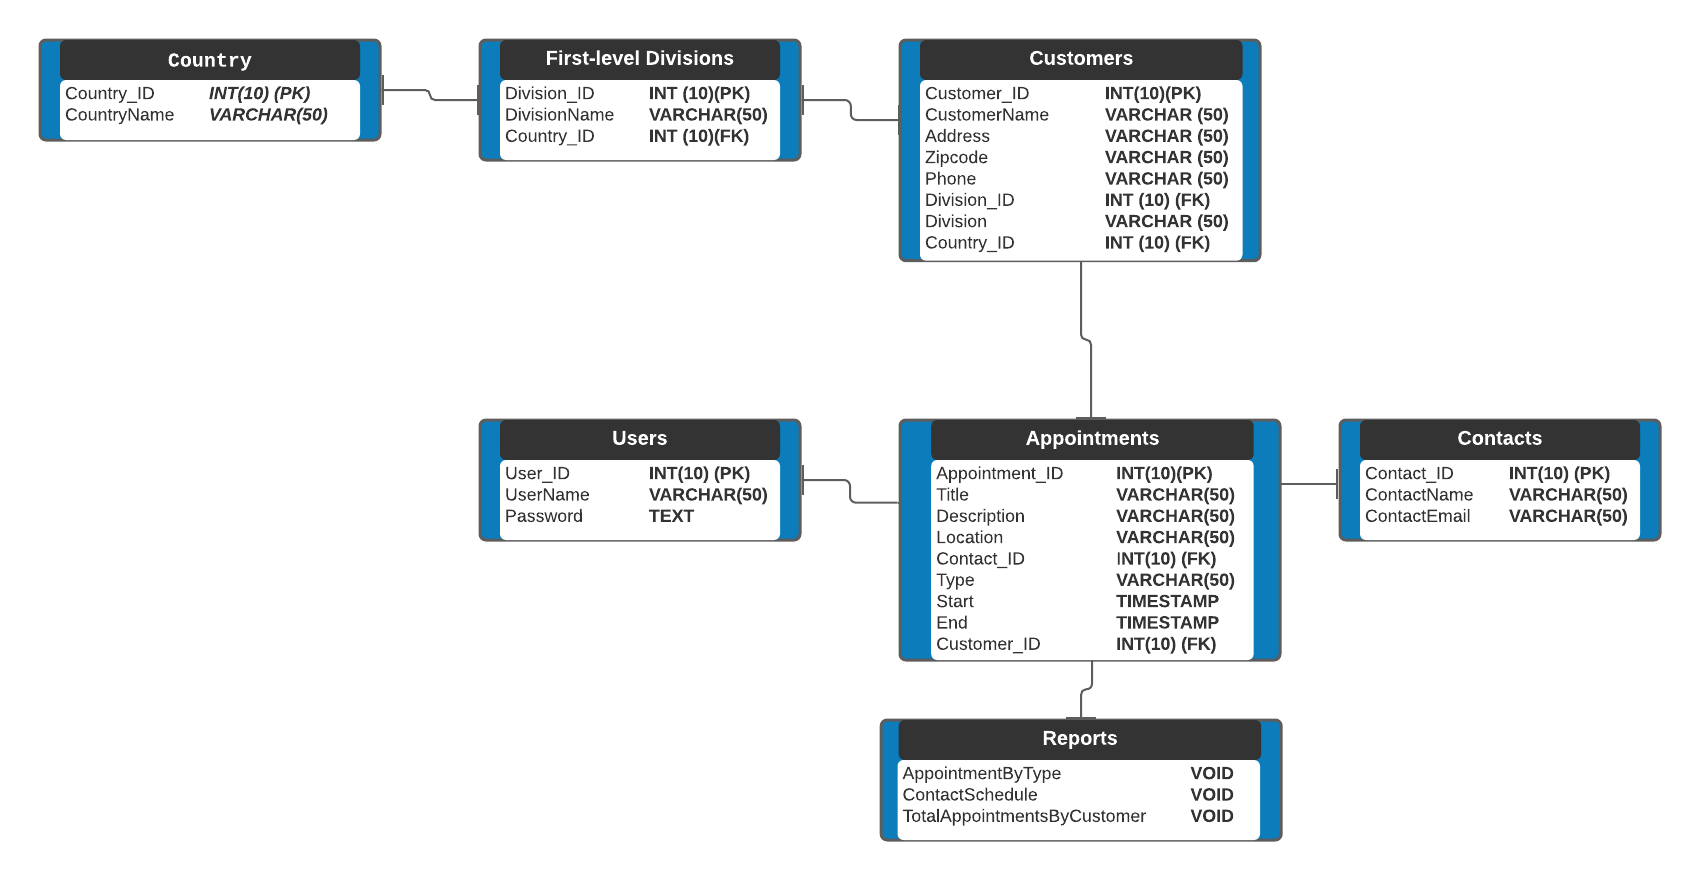 Country
Country_ID INT(10) (PK)
CountryName VARCHAR(50)
First-level Divisions
Division_ID INT (10)(PK)
DivisionName VARCHAR(50)
Country_ID INT (10)(FK)
Customers
Customer_ID INT(10)(PK)
CustomerName VARCHAR (50)
Address VARCHAR (50)
Zipcode VARCHAR (50)
Phone VARCHAR (50)
Division_ID INT (10) (FK)
Division VARCHAR (50)
Country_ID INT (10) (FK)
Users
User_ID INT(10) (PK)
UserName VARCHAR(50)
Password TEXT
Appointments
Appointment_ID INT(10)(PK)
Title VARCHAR(50)
Description VARCHAR(50)
Location VARCHAR(50)
Contact_ID INT(10) (FK)
Type VARCHAR(50)
Start TIMESTAMP
End TIMESTAMP
Customer_ID INT(10) (FK)
Contacts
Contact_ID INT(10) (PK)
ContactName VARCHAR(50)
ContactEmail VARCHAR(50)
Reports
AppointmentByType VOID
ContactSchedule VOID
TotalAppointmentsByCustomer VOID